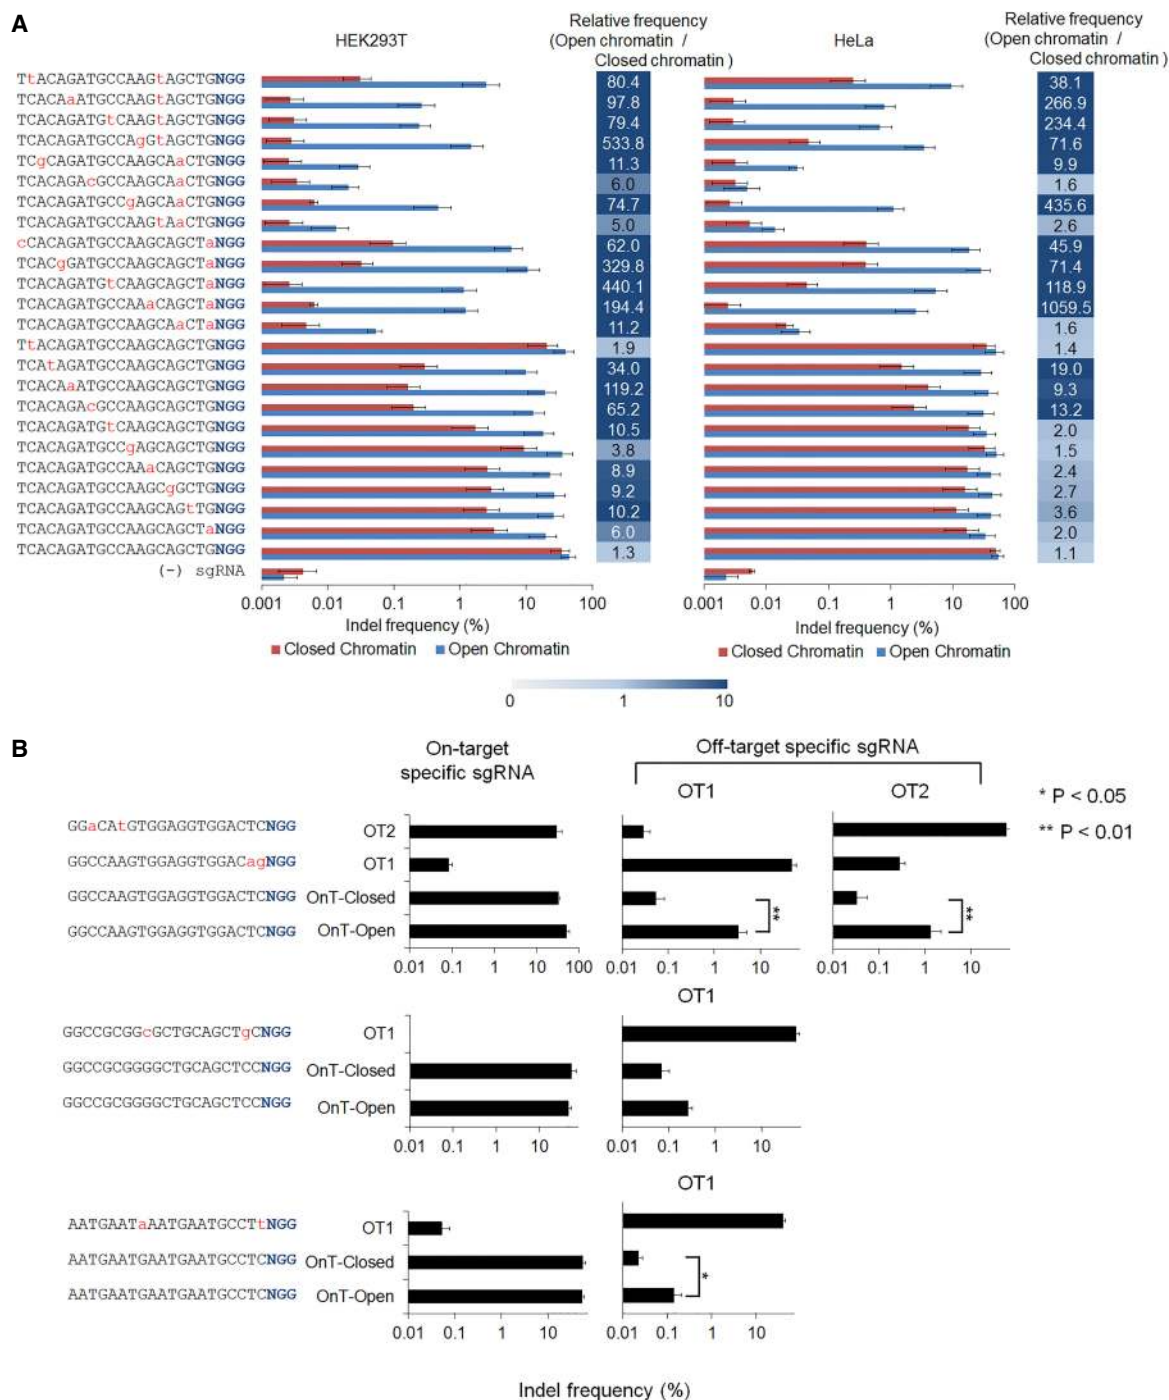 A
HEK293T
Relative frequency
(Open chromatin /
Closed chromatin )
HeLa
Relative frequency
(Open chromatin /
Closed chromatin )
TtACAGATGCCAAGtAGCTGNGG 80.4 38.1
TCACAaATGCCAAGtAGCTGNGG 97.8 266.9
TCACAGATGtCAAGtAGCTGNGG 79.4 234.4
TCACAGATGCCAgGtAGCTGNGG 533.8 71.6
TCgCAGATGCCAAGCAaCTGNGG 11.3 9.9
TCACAGAcGCCAAGCAaCTGNGG 6.0 1.6
TCACAGATGCCgAGCAaCTGNGG 74.7 435.6
TCACAGATGCCAAGtAaCTGNGG 5.0 2.6
cCACAGATGCCAAGCAGCTaNGG 62.0 45.9
TCACgGATGCCAAGCAGCTaNGG 329.8 71.4
TCACAGATGtCAAGCAGCTaNGG 440.1 118.9
TCACAGATGCCAAaCAGCTaNGG 194.4 1059.5
TCACAGATGCCAAGCAaCTaNGG 11.2 1.6
TtACAGATGCCAAGCAGCTGNGG 1.9 1.4
TCAtAGATGCCAAGCAGCTGNGG 34.0 19.0
TCACAaATGCCAAGCAGCTGNGG 119.2 9.3
TCACAGAcGCCAAGCAGCTGNGG 65.2 13.2
TCACAGATGtCAAGCAGCTGNGG 10.5 2.0
TCACAGATGCCgAGCAGCTGNGG 3.8 1.5
TCACAGATGCCAAaCAGCTGNGG 8.9 2.4
TCACAGATGCCAAGCgGCTGNGG 9.2 2.7
TCACAGATGCCAAGCAGtTGNGG 10.2 3.6
TCACAGATGCCAAGCAGCTaNGG 6.0 2.0
TCACAGATGCCAAGCAGCTGNGG 1.3 1.1
(-) sgRNA
0.001 0.01 0.1 1 10 100
0.001 0.01 0.1 1 10 100
Indel frequency (%)
Indel frequency (%)
Closed Chromatin Open Chromatin
Closed Chromatin Open Chromatin
0 1 10
B
On-target
specific sgRNA
Off-target specific sgRNA
OT1 OT2
* P < 0.05
** P < 0.01
GGaCAtGTGGAGGTGGACTCNGG OT2
GGCCAAGTGGAGGTGGACagNGG OT1
GGCCAAGTGGAGGTGGACTCNGG OnT-Closed
GGCCAAGTGGAGGTGGACTCNGG OnT-Open
**
**
0.01 0.1 1 10 100
0.01 0.1 1 10
0.01 0.1 1 10
OT1
GGCCGCGGcGCTGCAGCTgCNGG OT1
GGCCGCGGGGCTGCAGCTCCNGG OnT-Closed
GGCCGCGGGGCTGCAGCTCCNGG OnT-Open
0.01 0.1 1 10
0.01 0.1 1 10
OT1
AATGAATaAATGAATGCCTtNGG OT1
AATGAATGAATGAATGCCTCNGG OnT-Closed
AATGAATGAATGAATGCCTCNGG OnT-Open
*
0.01 0.1 1 10
0.01 0.1 1 10
Indel frequency (%)